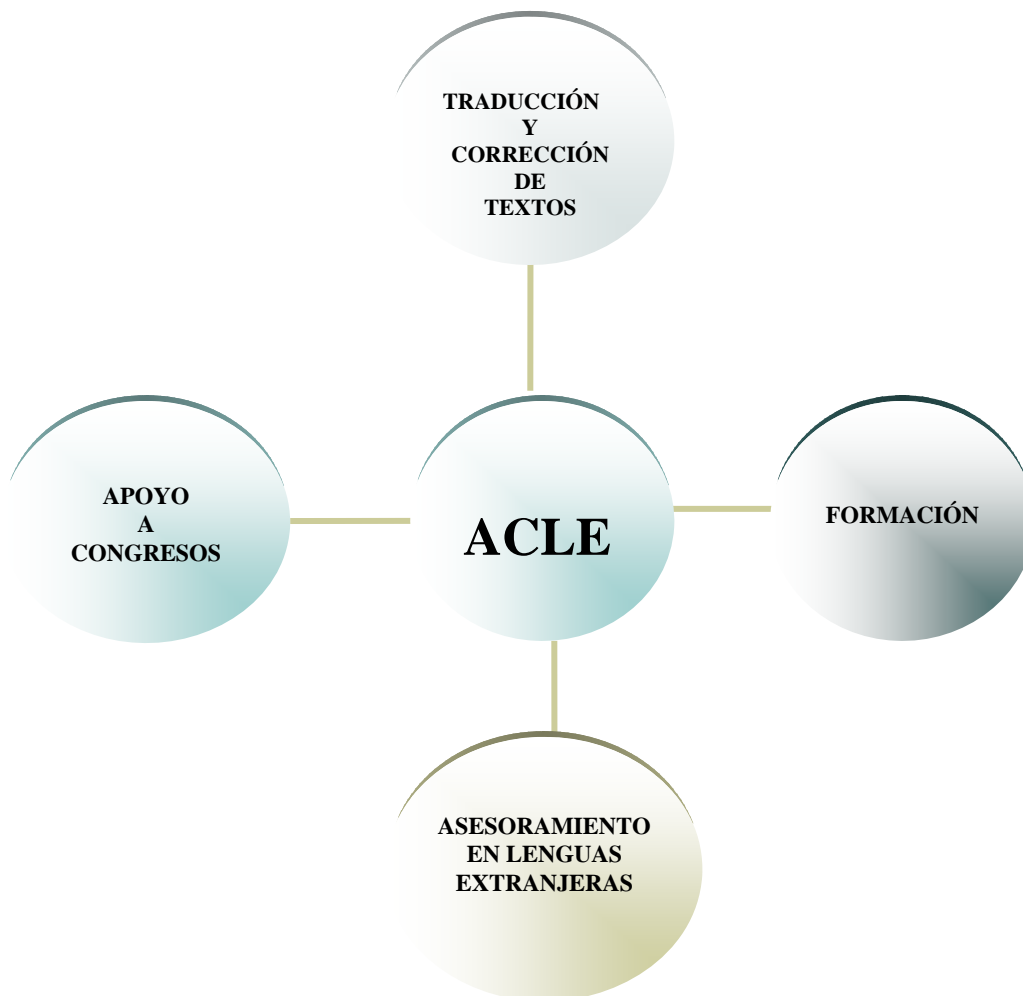 TRADUCCIÓN
Y
CORRECCIÓN
DE
TEXTOS
APOYO
A
CONGRESOS
ACLE
FORMACIÓN
ASESORAMIENTO
EN LENGUAS
EXTRANJERAS